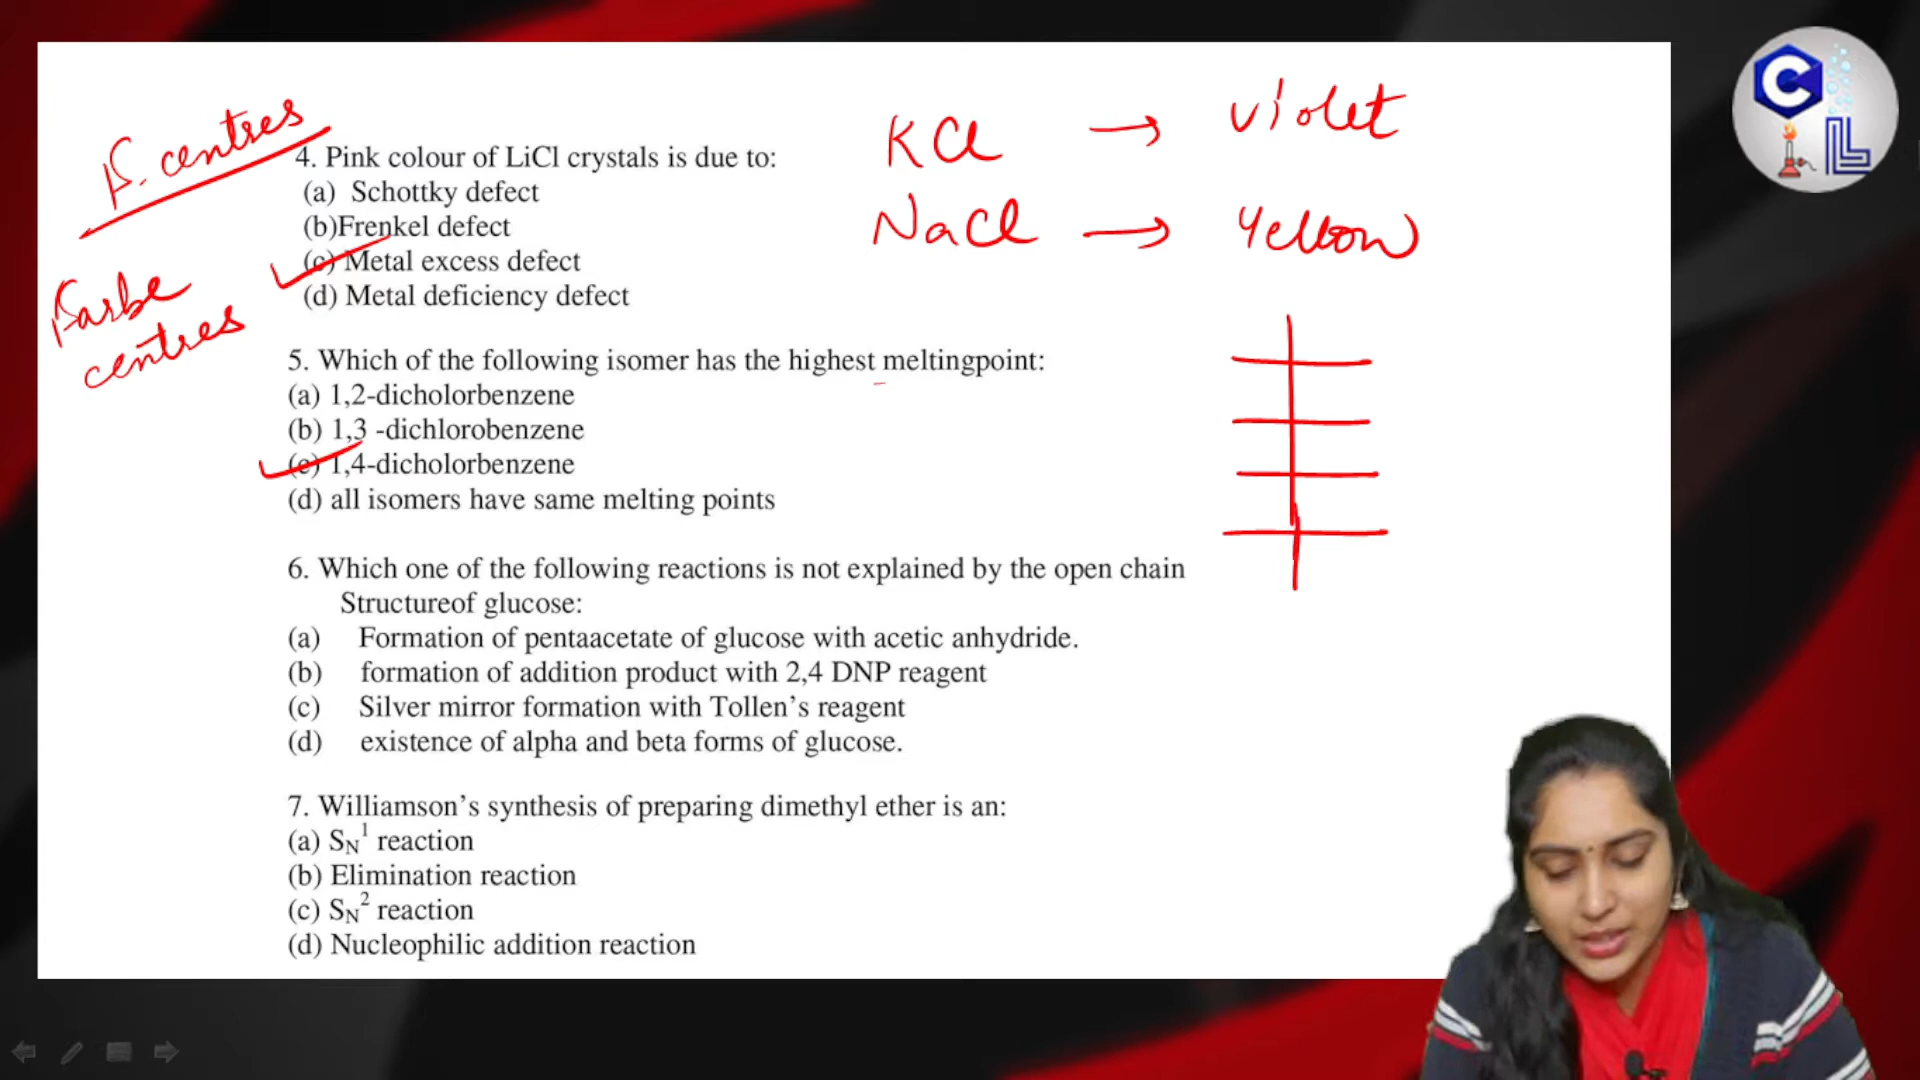 F. centres
Farbe
centres
KCl → violet
NaCl → Yellow
4. Pink colour of LiCl crystals is due to:
(a) Schottky defect
(b)Frenkel defect
(c) Metal excess defect
(d) Metal deficiency defect
5. Which of the following isomer has the highest meltingpoint:
(a) 1,2-dicholorbenzene
(b) 1,3 -dichlorobenzene
(c) 1,4-dicholorbenzene
(d) all isomers have same melting points
6. Which one of the following reactions is not explained by the open chain
Structureof glucose:
(a) Formation of pentaacetate of glucose with acetic anhydride.
(b) formation of addition product with 2,4 DNP reagent
(c) Silver mirror formation with Tollen’s reagent
(d) existence of alpha and beta forms of glucose.
7. Williamson’s synthesis of preparing dimethyl ether is an:
(a) S_N^1 reaction
(b) Elimination reaction
(c) S_N^2 reaction
(d) Nucleophilic addition reaction
CL